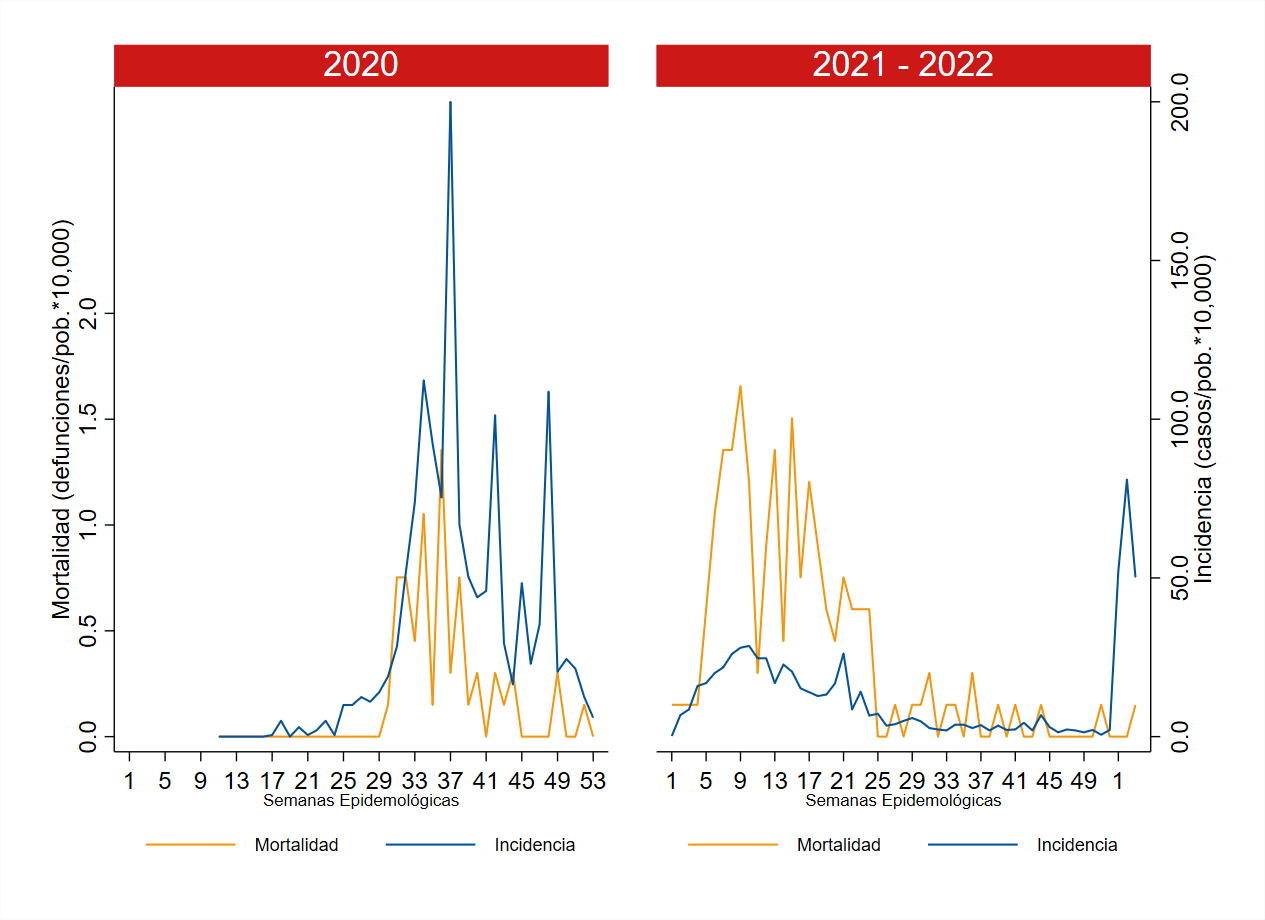 2020
2021 - 2022
Mortalidad (defunciones/pob.*10,000)
2.0
1.5
1.0
0.5
0.0
1 5 9 13 17 21 25 29 33 37 41 45 49 53
Semanas Epidemológicas
Mortalidad Incidencia
200.0
150.0
100.0
50.0
0.0
Incidencia (casos/pob.*10,000)
1 5 9 13 17 21 25 29 33 37 41 45 49 1
Semanas Epidemológicas
Mortalidad Incidencia